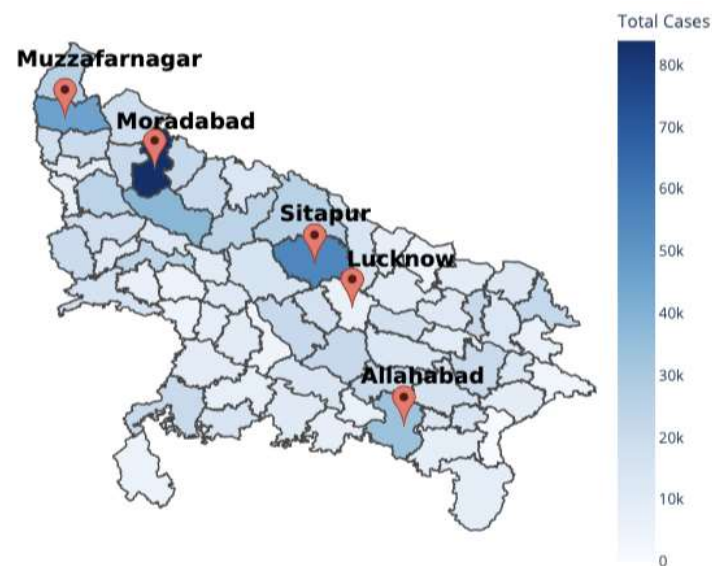 Total Cases
Muzzafarnagar
80k
70k
Moradabad
60k
Sitapur
50k
Lucknow
40k
30k
Allahabad
20k
10k
0